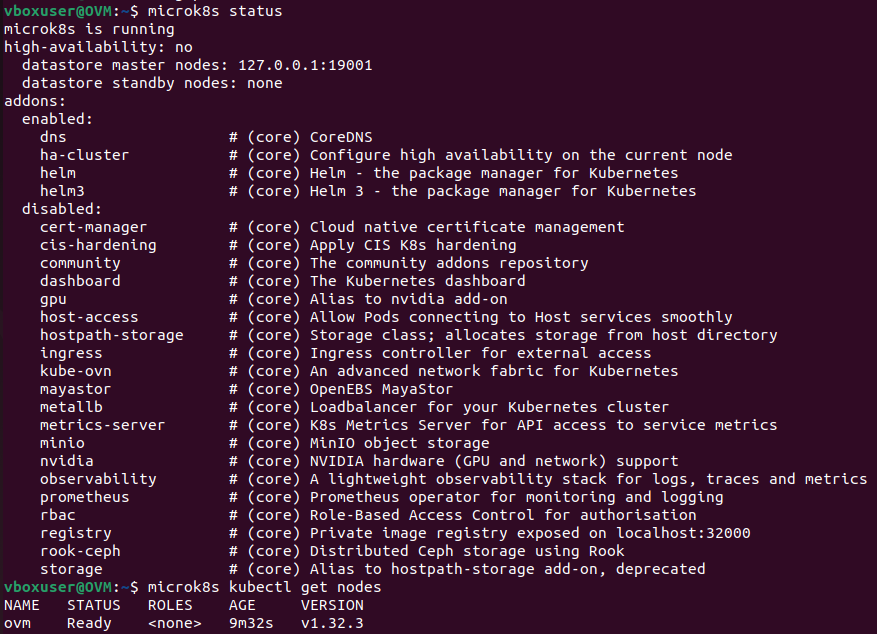 vboxuser@OVM:~$ microk8s status
microk8s is running
high-availability: no
  datastore master nodes: 127.0.0.1:19001
  datastore standby nodes: none
addons:
  enabled:
    dns                  # (core) CoreDNS
    ha-cluster           # (core) Configure high availability on the current node
    helm                 # (core) Helm - the package manager for Kubernetes
    helm3                # (core) Helm 3 - the package manager for Kubernetes
  disabled:
    cert-manager         # (core) Cloud native certificate management
    cis-hardening        # (core) Apply CIS K8s hardening
    community            # (core) The community addons repository
    dashboard            # (core) The Kubernetes dashboard
    gpu                  # (core) Alias to nvidia add-on
    host-access          # (core) Allow Pods connecting to Host services smoothly
    hostpath-storage     # (core) Storage class; allocates storage from host directory
    ingress              # (core) Ingress controller for external access
    kube-ovn             # (core) An advanced network fabric for Kubernetes
    mayastor             # (core) OpenEBS MayaStor
    metallb              # (core) Loadbalancer for your Kubernetes cluster
    metrics-server       # (core) K8s Metrics Server for API access to service metrics
    minio                # (core) MinIO object storage
    nvidia               # (core) NVIDIA hardware (GPU and network) support
    observability        # (core) A lightweight observability stack for logs, traces and metrics
    prometheus           # (core) Prometheus operator for monitoring and logging
    rbac                 # (core) Role-Based Access Control for authorisation
    registry             # (core) Private image registry exposed on localhost:32000
    rook-ceph            # (core) Distributed Ceph storage using Rook
    storage              # (core) Alias to hostpath-storage add-on, deprecated
vboxuser@OVM:~$ microk8s kubectl get nodes
NAME   STATUS   ROLES    AGE     VERSION
ovm    Ready    <none>   9m32s   v1.32.3